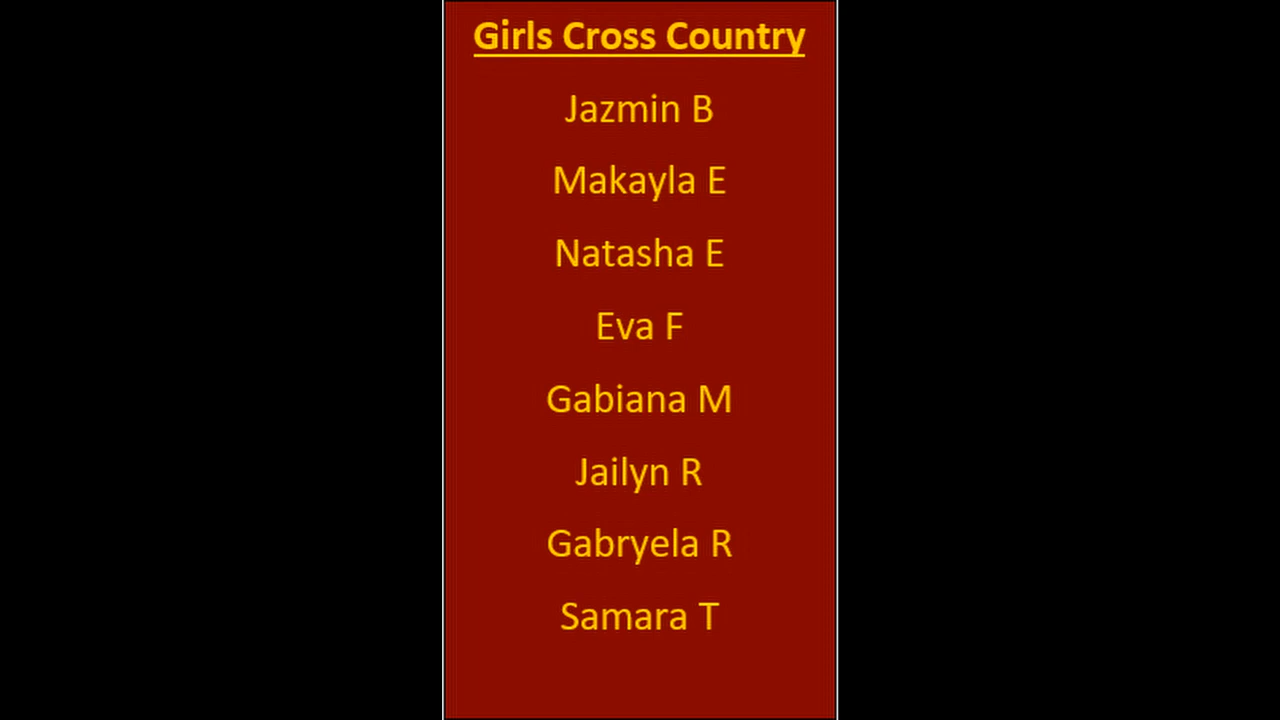 Girls Cross Country
Jazmin B
Makayla E
Natasha E
Eva F
Gabiana M
Jailyn R
Gabryela R
Samara T